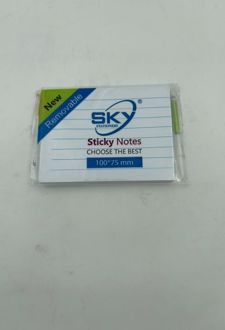 New
Removable
SKY
®
Sticky Notes
CHOOSE THE BEST
100*75 mm